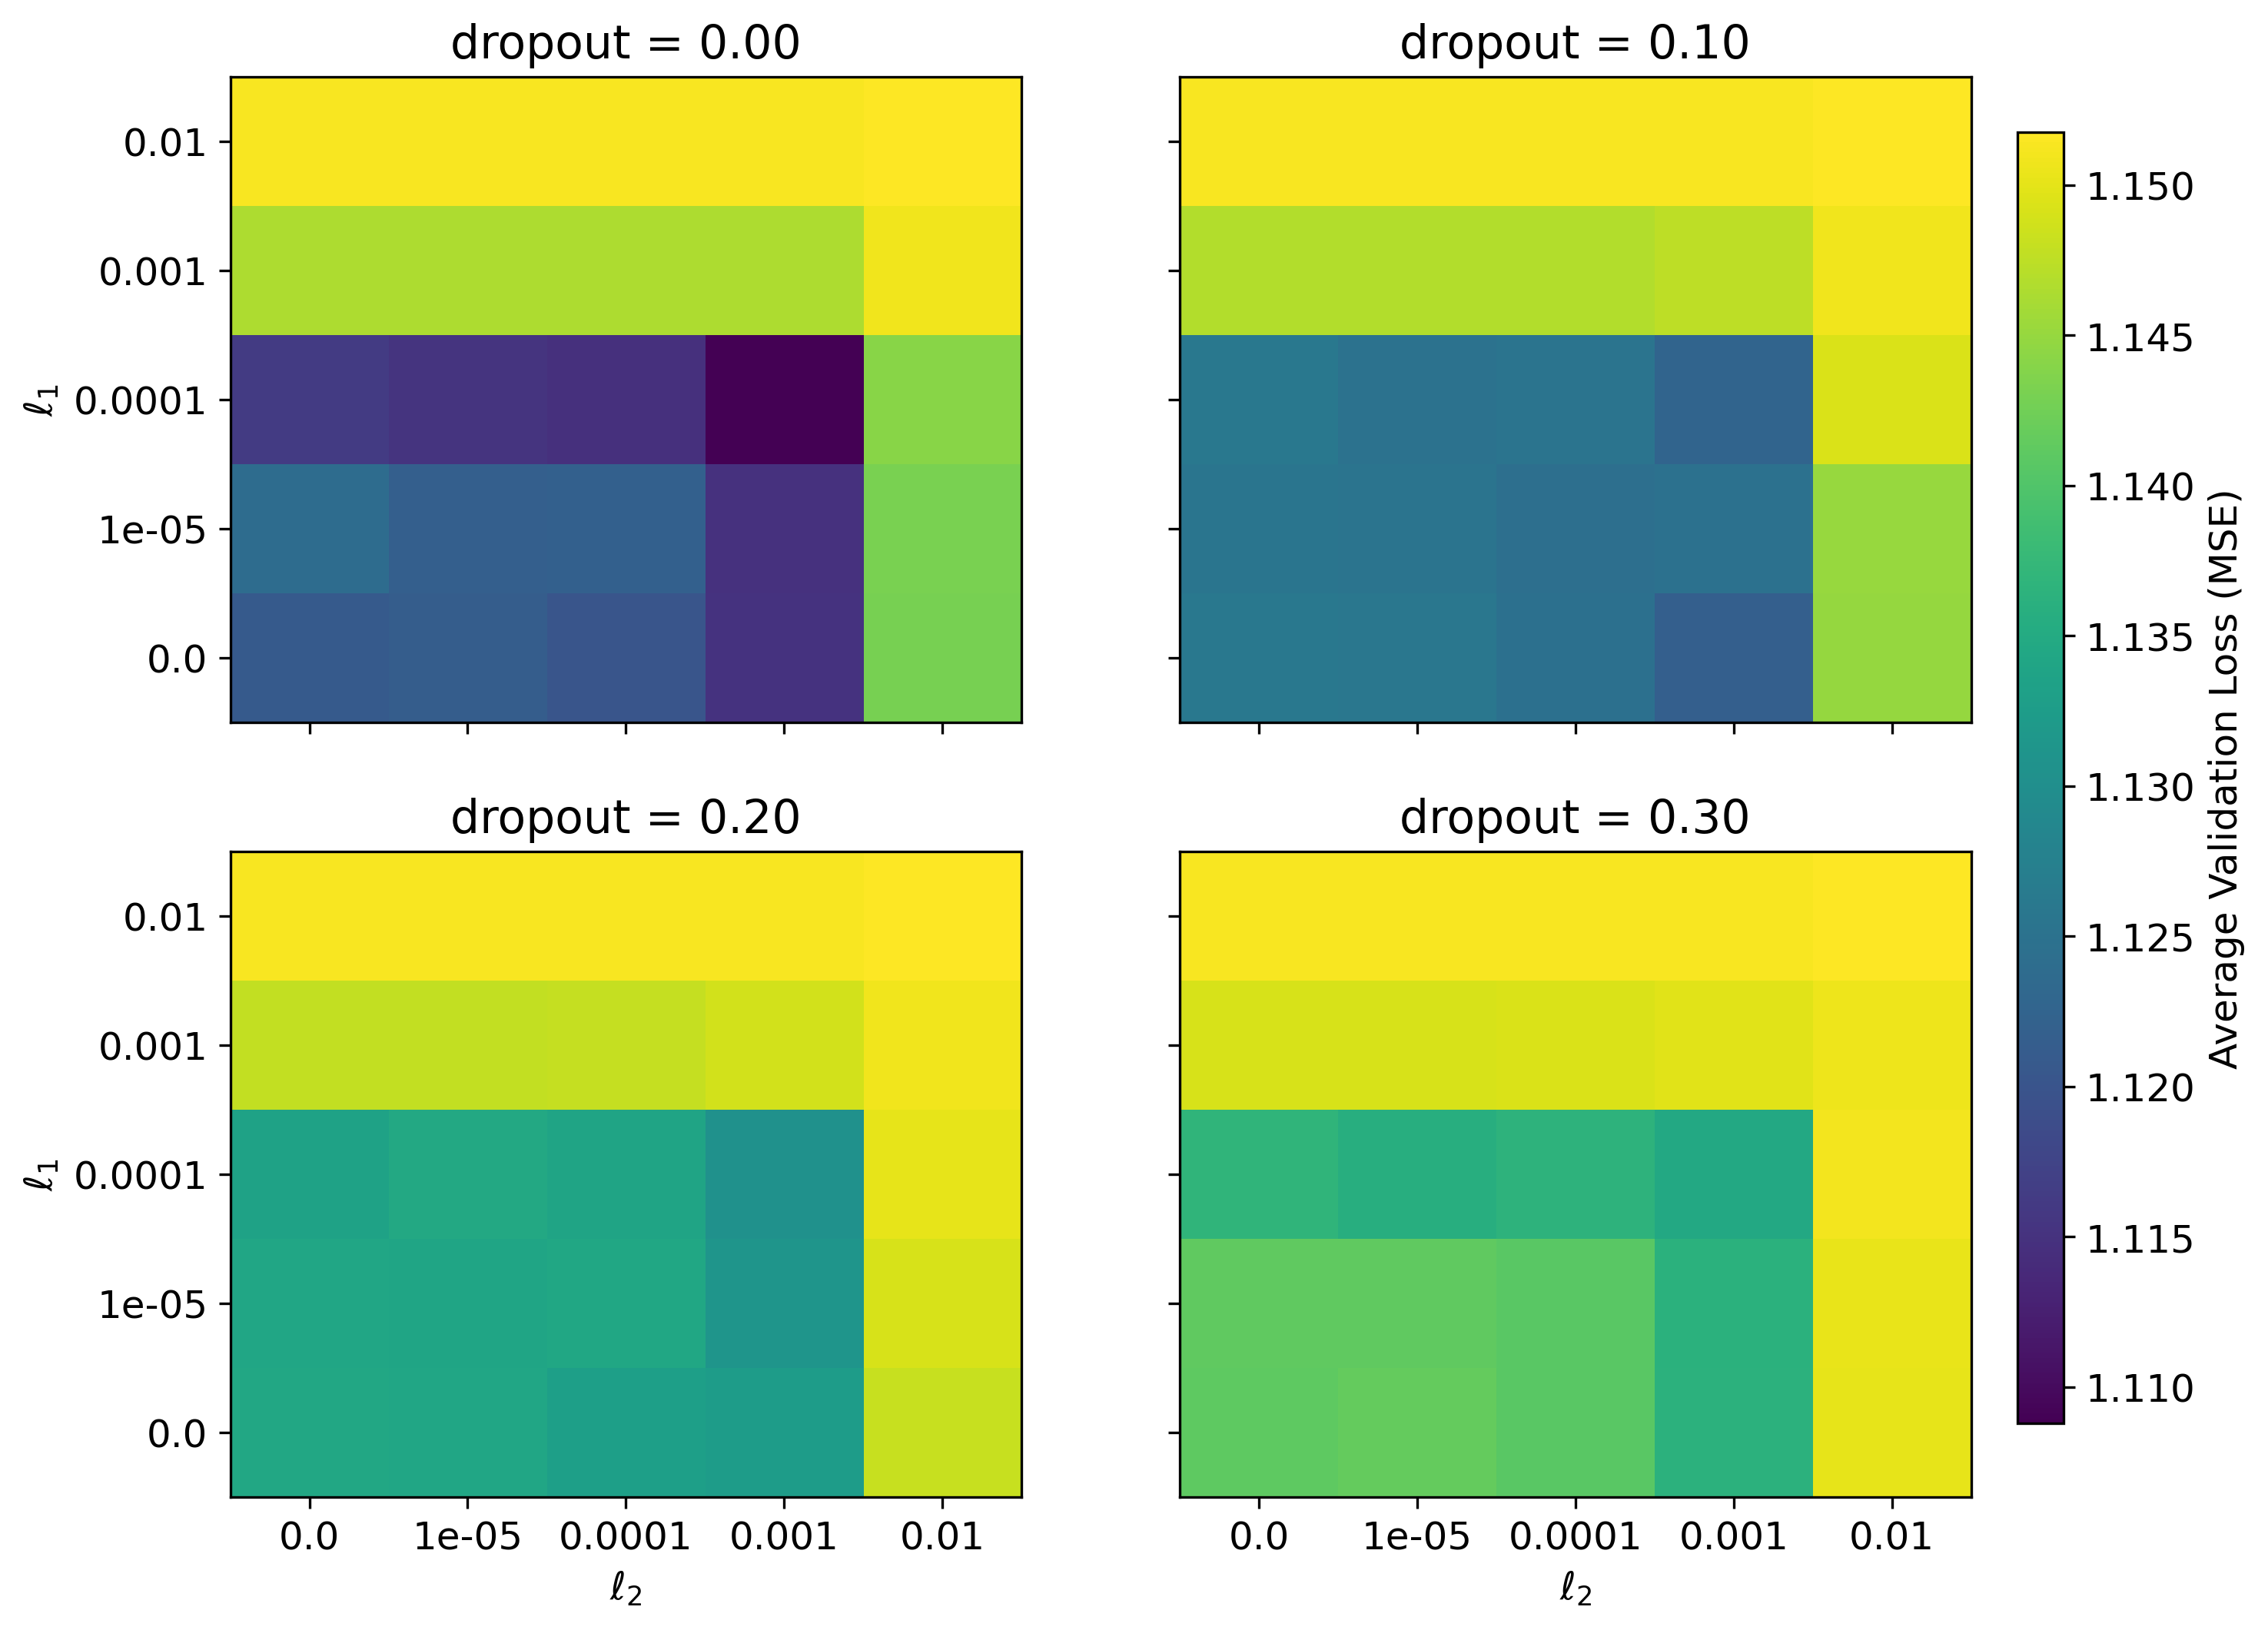 dropout = 0.00
dropout = 0.10
0.01
0.001
0.0001
1e-05
0.0
ℓ1
dropout = 0.20
dropout = 0.30
0.01
0.001
0.0001
1e-05
0.0
ℓ1
0.0 1e-05 0.0001 0.001 0.01
ℓ2
0.0 1e-05 0.0001 0.001 0.01
ℓ2
1.150
1.145
1.140
1.135
1.130
1.125
1.120
1.115
1.110
Average Validation Loss (MSE)